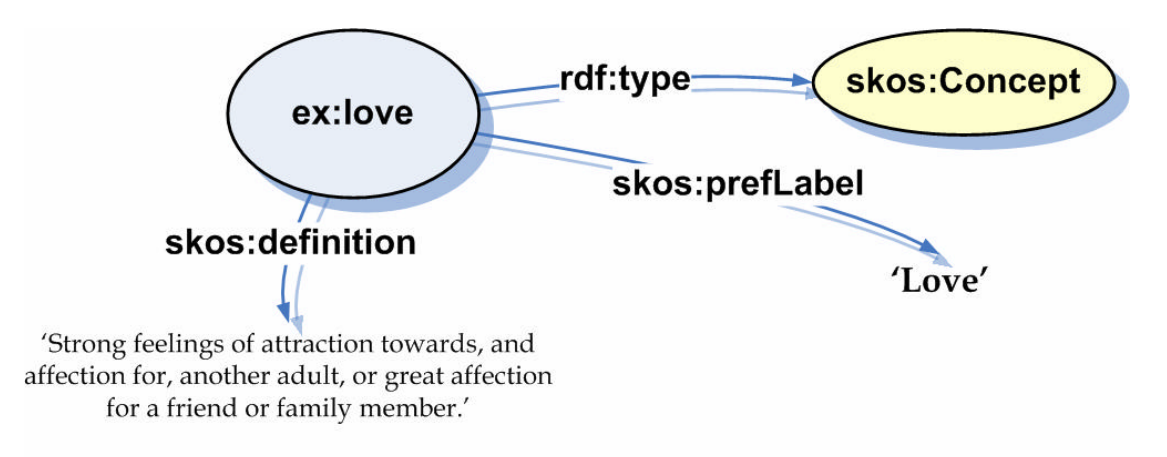 ex:love
rdf:type
skos:Concept
skos:prefLabel
skos:definition
‘Love’
‘Strong feelings of attraction towards, and
affection for, another adult, or great affection
for a friend or family member.’